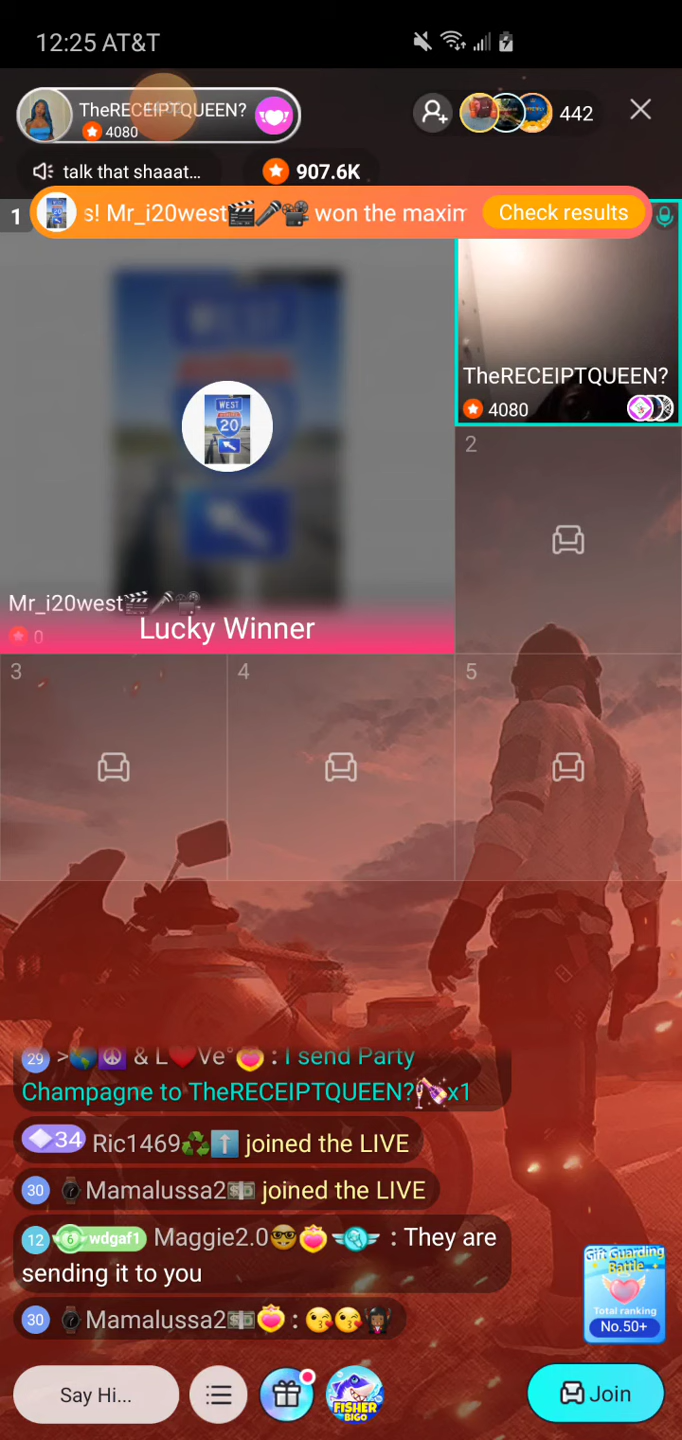 12:25 AT&T
TheRECEIPTQUEEN?
4080
442
talk that shaaat...
907.6K
1
s! Mr_i20west🎬🎤📽 won the maxim
Check results
WEST
20
TheRECEIPTQUEEN?
4080
2
Mr_i20west🎬🎤📽
0
Lucky Winner
3
4
5
29 >🌎☮ & L❤Ve° : I send Party
Champagne to TheRECEIPTQUEEN? x1
34 Ric1469♻⬆ joined the LIVE
30 ⌚Mamalussa2💵 joined the LIVE
12 6 wdgaf1 Maggie2.0🤓 : They are
sending it to you
30 ⌚Mamalussa2💵 : 😘😘👩🏾‍🎓
Gift Guarding
Battle
Total ranking
No.50+
Say Hi...
FISHER
BIGO
Join